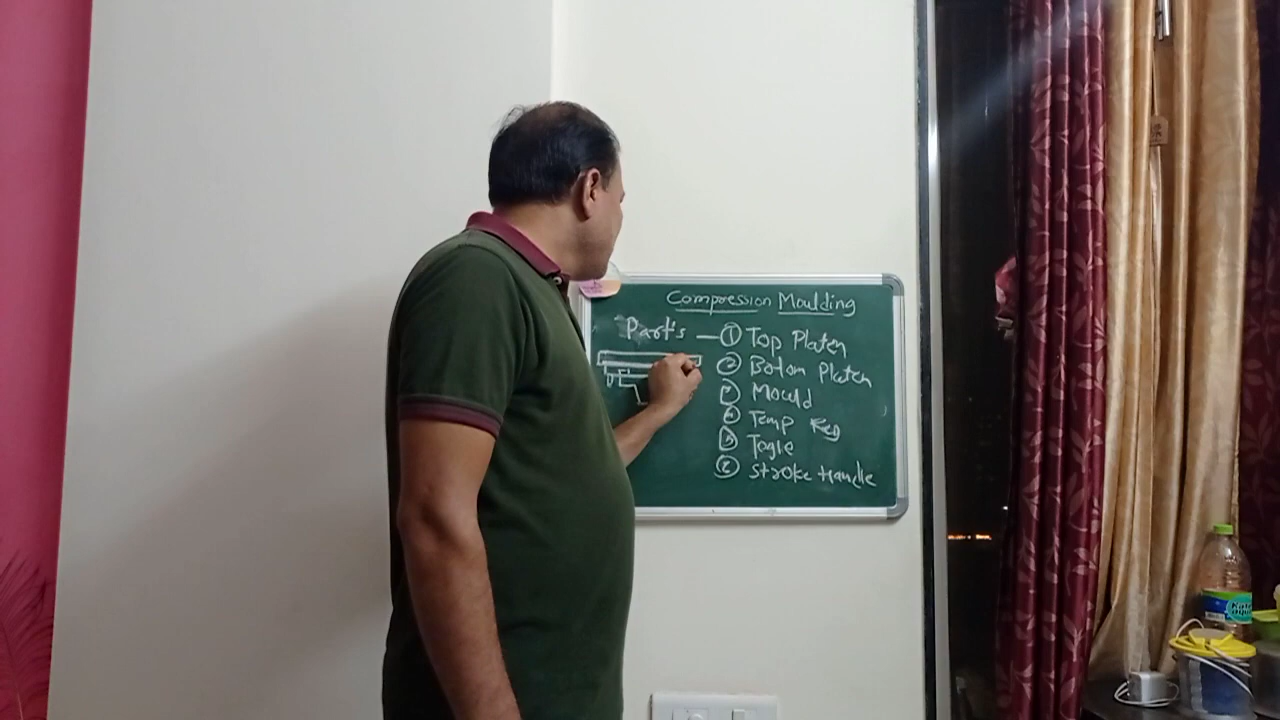 Compression Moulding
Part's — ① Top Platen
② Botom Platen
③ Mould
④ Temp Reg
⑤ Togle
⑥ Stroke Handle